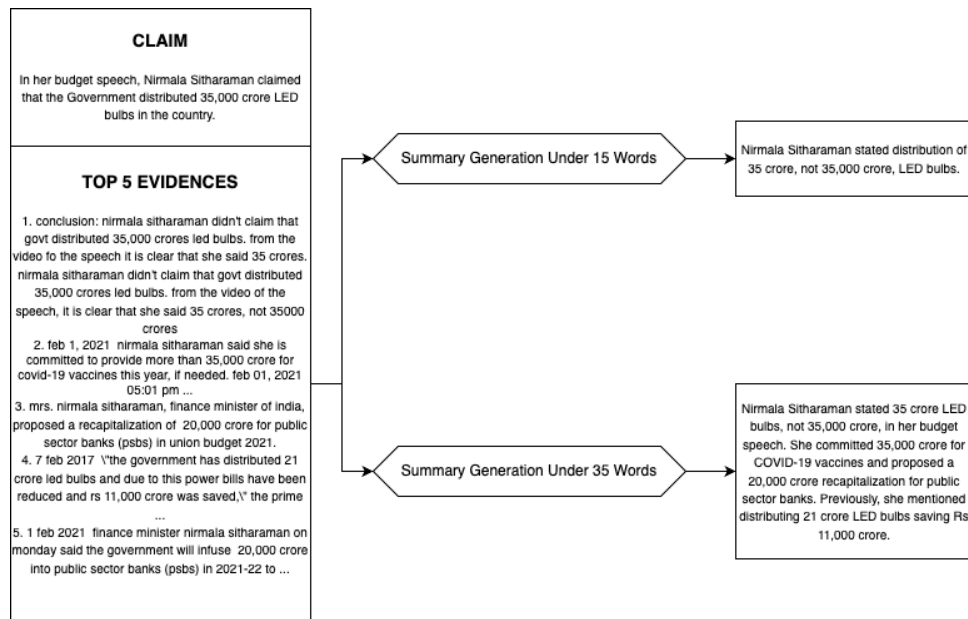 CLAIM
In her budget speech, Nirmala Sitharaman claimed
that the Government distributed 35,000 crore LED
bulbs in the country.
TOP 5 EVIDENCES
1. conclusion: nirmala sitharaman didn't claim that
govt distributed 35,000 crores led bulbs. from the
video fo the speech it is clear that she said 35 crores.
nirmala sitharaman didn't claim that govt distributed
35,000 crores led bulbs. from the video of the
speech, it is clear that she said 35 crores, not 35000
crores
2. feb 1, 2021 nirmala sitharaman said she is
committed to provide more than 35,000 crore for
covid-19 vaccines this year, if needed. feb 01, 2021
05:01 pm ...
3. mrs. nirmala sitharaman, finance minister of india,
proposed a recapitalization of 20,000 crore for public
sector banks (psbs) in union budget 2021.
4. 7 feb 2017 \"the government has distributed 21
crore led bulbs and due to this power bills have been
reduced and rs 11,000 crore was saved,\" the prime
...
5. 1 feb 2021 finance minister nirmala sitharaman on
monday said the government will infuse 20,000 crore
into public sector banks (psbs) in 2021-22 to ...
Summary Generation Under 15 Words
Nirmala Sitharaman stated distribution of
35 crore, not 35,000 crore, LED bulbs.
Summary Generation Under 35 Words
Nirmala Sitharaman stated 35 crore LED
bulbs, not 35,000 crore, in her budget
speech. She committed 35,000 crore for
COVID-19 vaccines and proposed a
20,000 crore recapitalization for public
sector banks. Previously, she mentioned
distributing 21 crore LED bulbs saving Rs
11,000 crore.